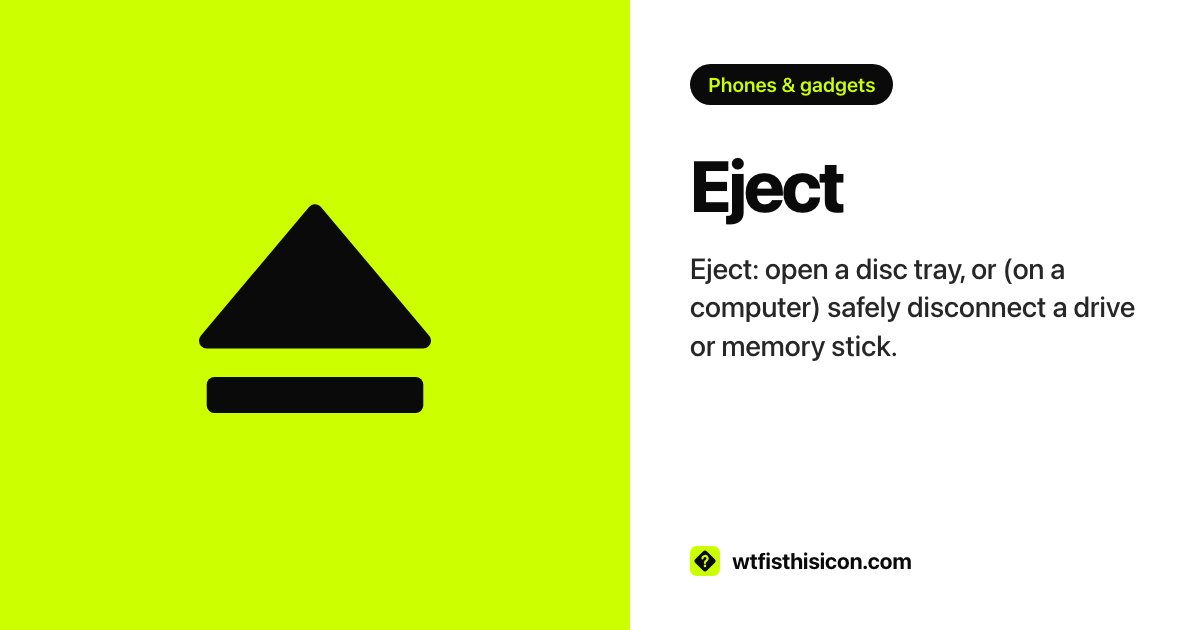 Phones & gadgets
Eject
Eject: open a disc tray, or (on a
computer) safely disconnect a drive
or memory stick.
?
wtfisthisicon.com